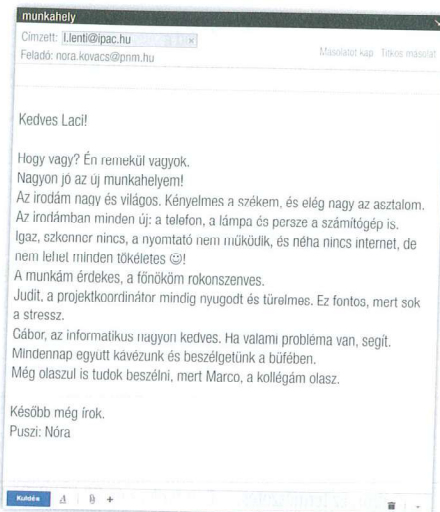 munkahely
Címzett: l.lenti@ipac.hu ×
Másolatot kap Titkos másolat
Feladó: nora.kovacs@pnm.hu
Kedves Laci!
Hogy vagy? Én remekül vagyok.
Nagyon jó az új munkahelyem!
Az irodám nagy és világos. Kényelmes a székem, és elég nagy az asztalom.
Az irodámban minden új: a telefon, a lámpa és persze a számítógép is.
Igaz, szkenner nincs, a nyomtató nem működik, és néha nincs internet, de
nem lehet minden tökéletes ☺!
A munkám érdekes, a főnököm rokonszenves.
Judit, a projektkoordinátor mindig nyugodt és türelmes. Ez fontos, mert sok
a stressz.
Gábor, az informatikus nagyon kedves. Ha valami probléma van, segít.
Mindennap együtt kávézunk és beszélgetünk a büfében.
Még olaszul is tudok beszélni, mert Marco, a kollégám olasz.
Később még írok.
Puszi: Nóra
Küldés A +